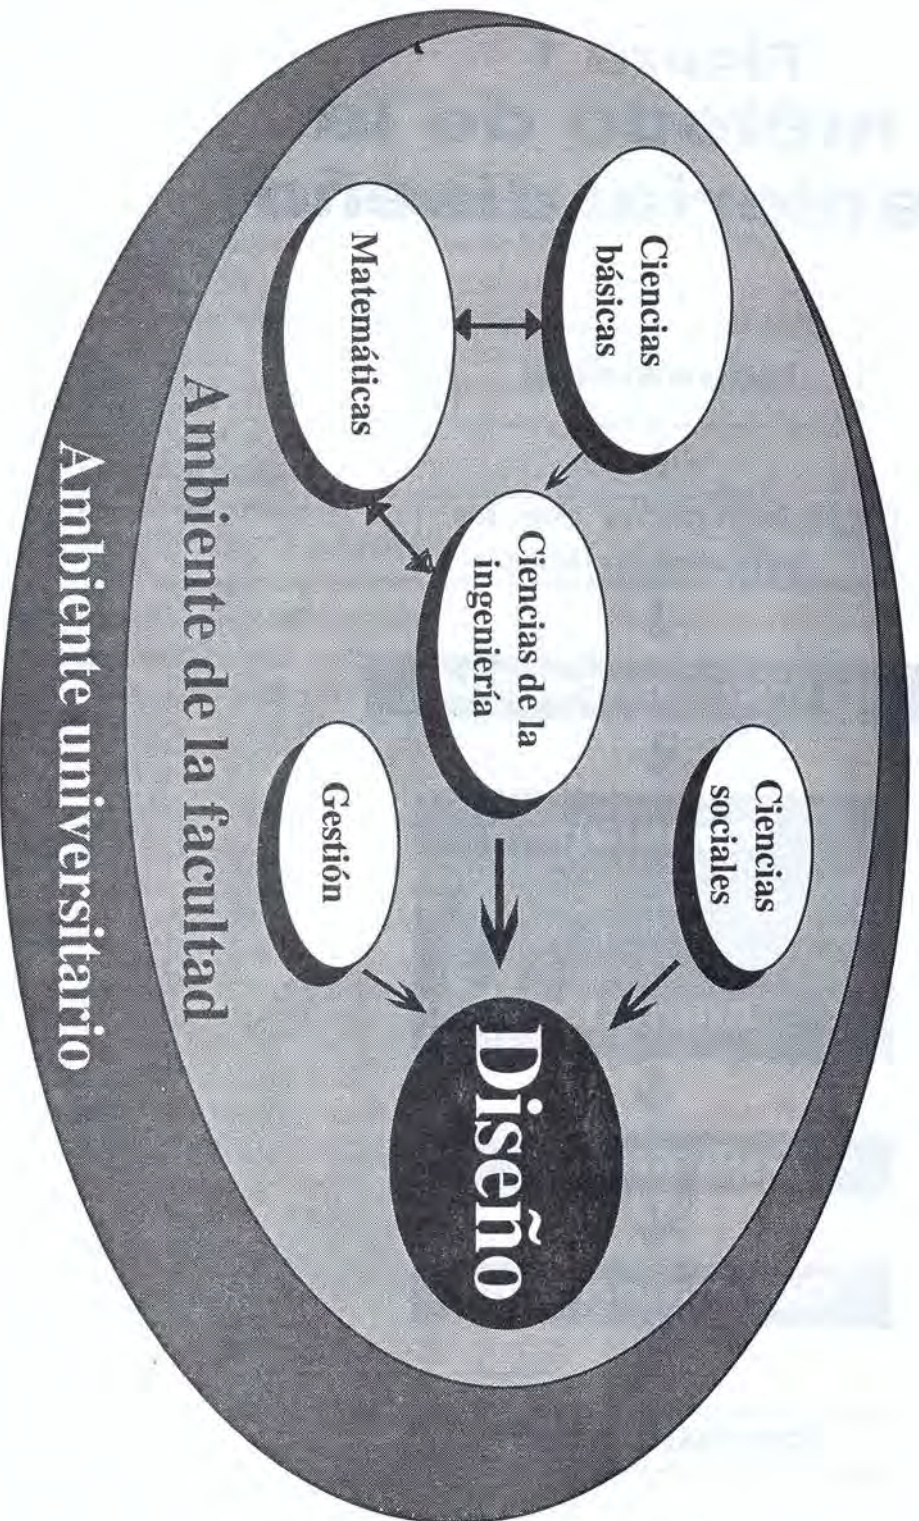 Ciencias
básicas
Ciencias
sociales
Ciencias de la
ingeniería
Diseño
Matemáticas
Gestión
Ambiente de la facultad
Ambiente universitario